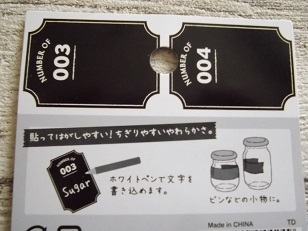 NUMBER OF
003
NUMBER OF
004
貼ってはがしやすい!ちぎりやすいやわらかさ。
NUMBER OF
003
Sugar
ホワイトペンで文字を
書き込めます。
ビンなどの小物に。
Made in CHINA
TD